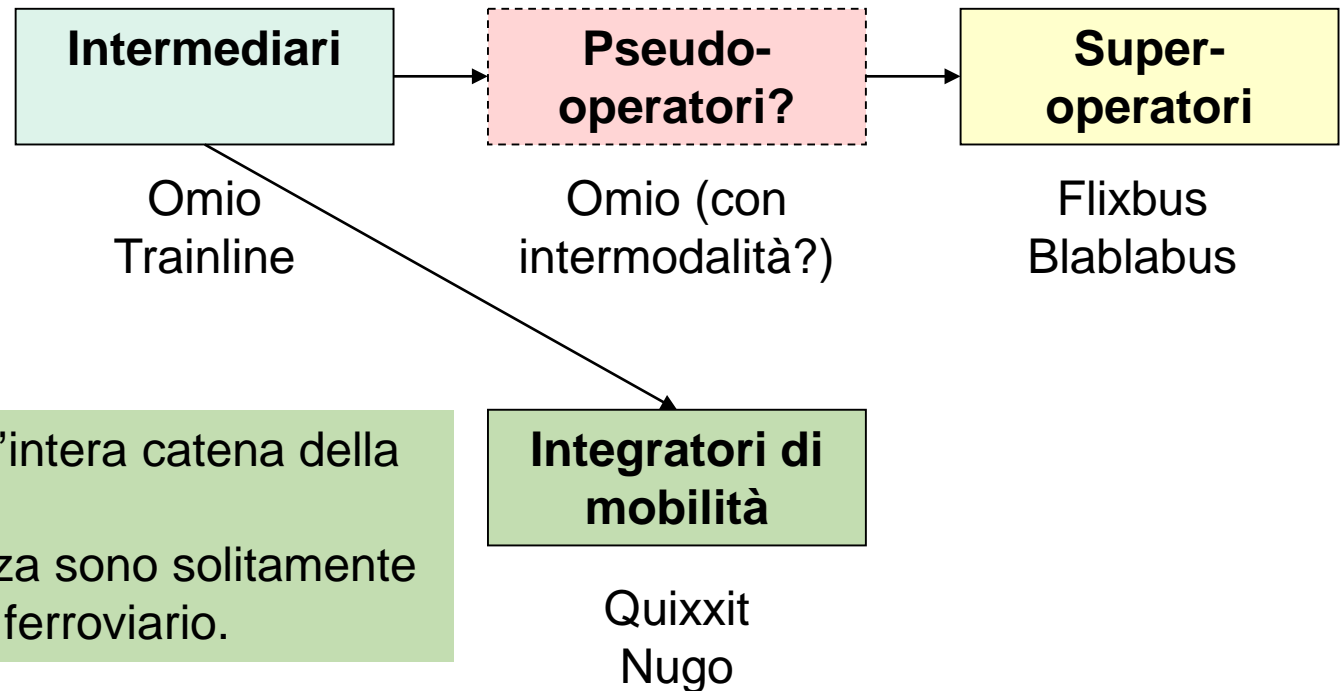 Intermediari
Pseudo-
operatori?
Super-
operatori
Omio
Trainline
Omio (con
intermodalità?)
Flixbus
Blablabus
’intera catena della
za sono solitamente
ferroviario.
Integratori di
mobilità
Quixxit
Nugo